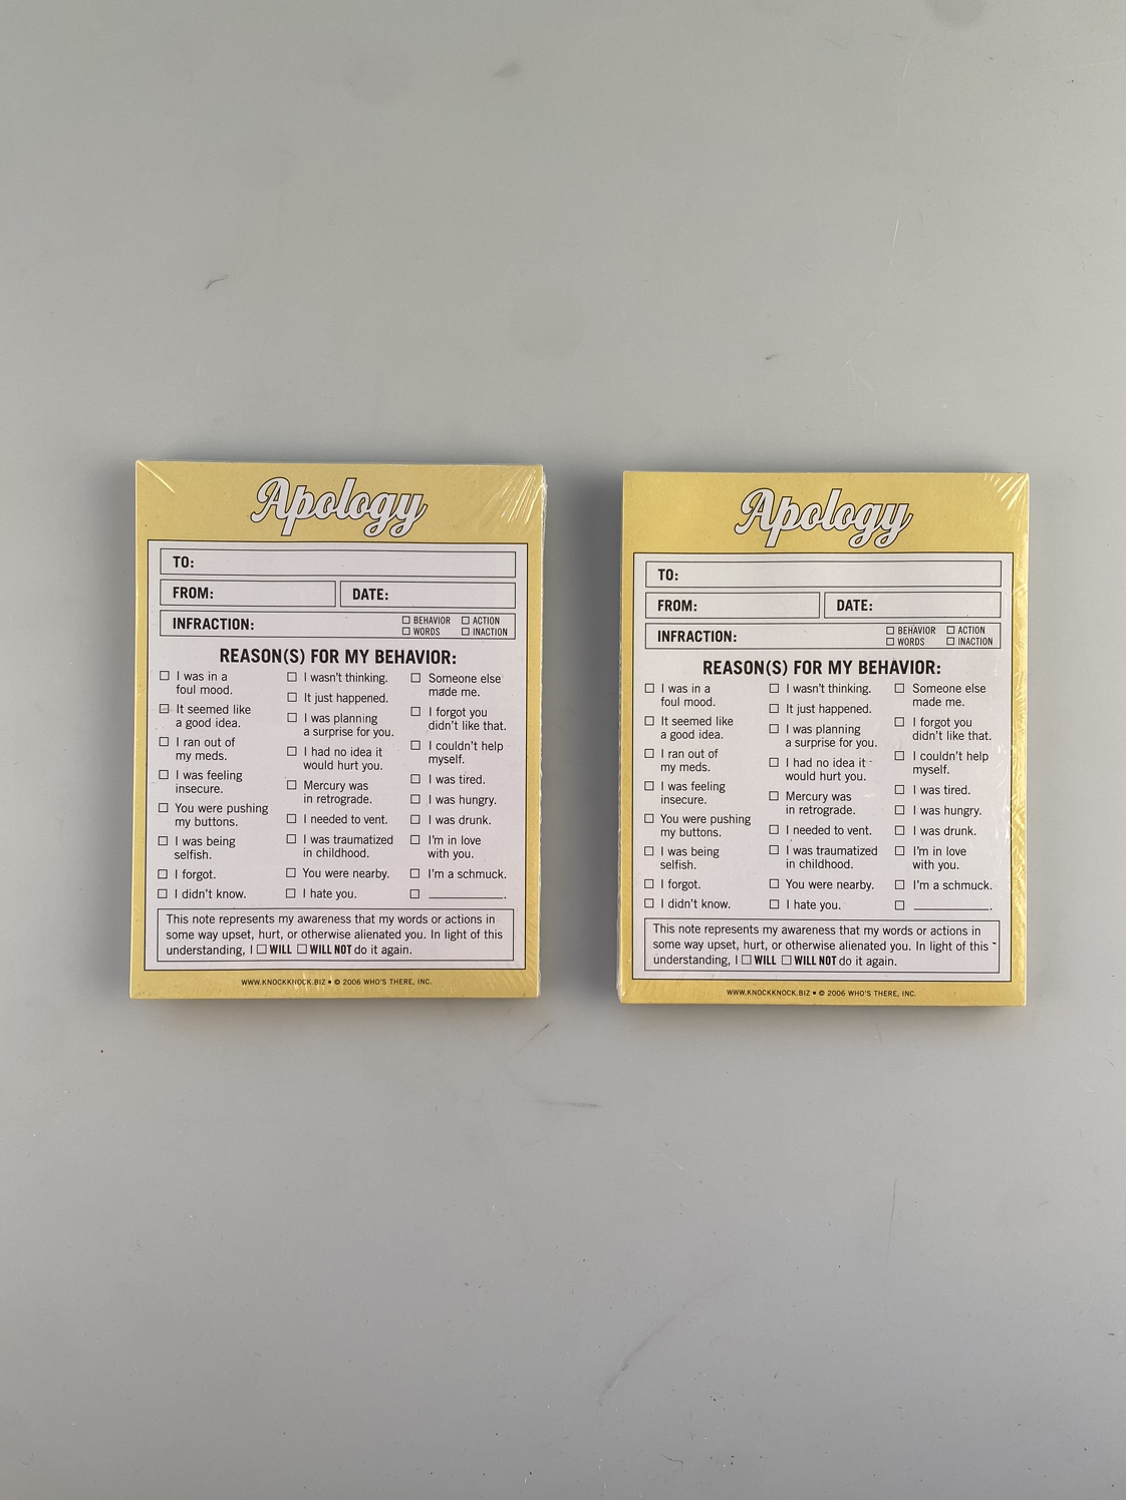 Apology
TO:
FROM:
DATE:
INFRACTION:
BEHAVIOR
ACTION
WORDS
INACTION
REASON(S) FOR MY BEHAVIOR:
I was in a
foul mood.
It seemed like
a good idea.
I ran out of
my meds.
I was feeling
insecure.
You were pushing
my buttons.
I was being
selfish.
I forgot.
I didn't know.
I wasn't thinking.
It just happened.
I was planning
a surprise for you.
I had no idea it
would hurt you.
Mercury was
in retrograde.
I needed to vent.
I was traumatized
in childhood.
You were nearby.
I hate you.
Someone else
made me.
I forgot you
didn't like that.
I couldn't help
myself.
I was tired.
I was hungry.
I was drunk.
I'm in love
with you.
I'm a schmuck.
This note represents my awareness that my words or actions in
some way upset, hurt, or otherwise alienated you. In light of this
understanding, I WILL WILL NOT do it again.
WWW.KNOCKKNOCK.BIZ • © 2006 WHO'S THERE, INC.
Apology
TO:
FROM:
DATE:
INFRACTION:
BEHAVIOR
ACTION
WORDS
INACTION
REASON(S) FOR MY BEHAVIOR:
I was in a
foul mood.
It seemed like
a good idea.
I ran out of
my meds.
I was feeling
insecure.
You were pushing
my buttons.
I was being
selfish.
I forgot.
I didn't know.
I wasn't thinking.
It just happened.
I was planning
a surprise for you.
I had no idea it
would hurt you.
Mercury was
in retrograde.
I needed to vent.
I was traumatized
in childhood.
You were nearby.
I hate you.
Someone else
made me.
I forgot you
didn't like that.
I couldn't help
myself.
I was tired.
I was hungry.
I was drunk.
I'm in love
with you.
I'm a schmuck.
This note represents my awareness that my words or actions in
some way upset, hurt, or otherwise alienated you. In light of this
understanding, I WILL WILL NOT do it again.
WWW.KNOCKKNOCK.BIZ • © 2006 WHO'S THERE, INC.